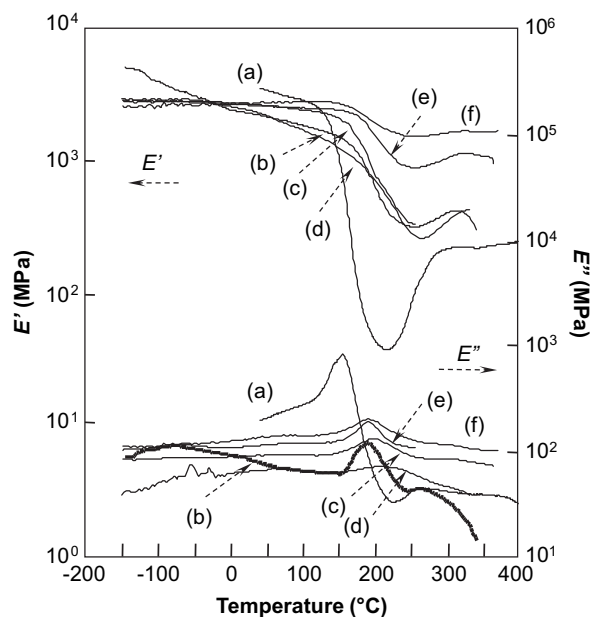 10⁴
10⁶
(a)
(e)
(f)
10⁵
10³
E'
(b)
(c)
(d)
10⁴
E' (MPa)
E" (MPa)
10²
10³
E"
(a)
(e)
(f)
10¹
10²
(b)
(c)
(d)
10⁰
10¹
-200 -100 0 100 200 300 400
Temperature (°C)